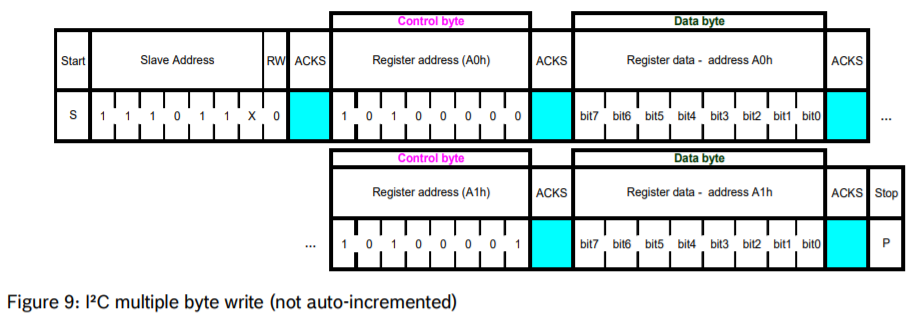 Control byte Data byte
Start Slave Address RW ACKS Register address (A0h) ACKS Register data - address A0h ACKS
S 1 1 1 0 1 1 X 0 1 0 1 0 0 0 0 0 bit7 bit6 bit5 bit4 bit3 bit2 bit1 bit0 ...
Control byte Data byte
Register address (A1h) ACKS Register data - address A1h ACKS Stop
... 1 0 1 0 0 0 0 1 bit7 bit6 bit5 bit4 bit3 bit2 bit1 bit0 P
Figure 9: I²C multiple byte write (not auto-incremented)